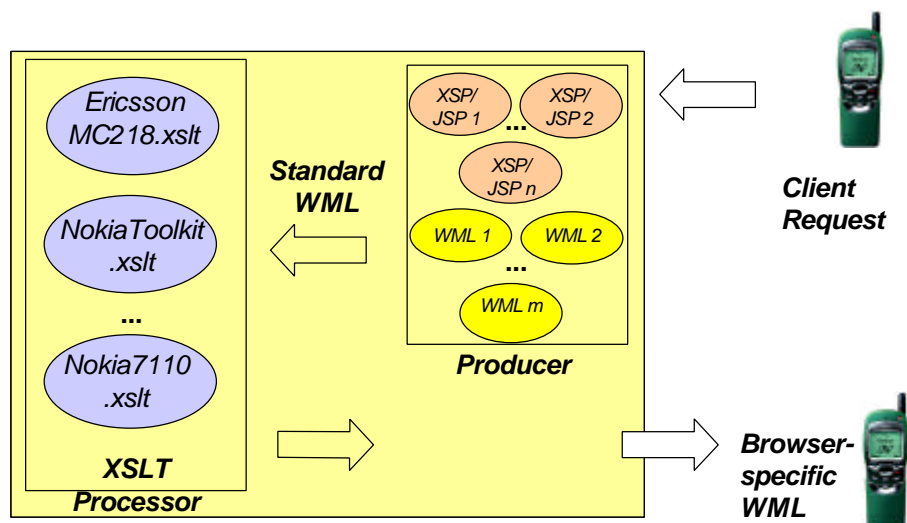 Ericsson
MC218.xslt
NokiaToolkit
.xslt
...
Nokia7110
.xslt
XSLT
Processor
Standard
WML
XSP/
JSP 1
...
XSP/
JSP 2
XSP/
JSP n
WML 1
WML 2
...
WML m
Producer
Client
Request
Browser-
specific
WML